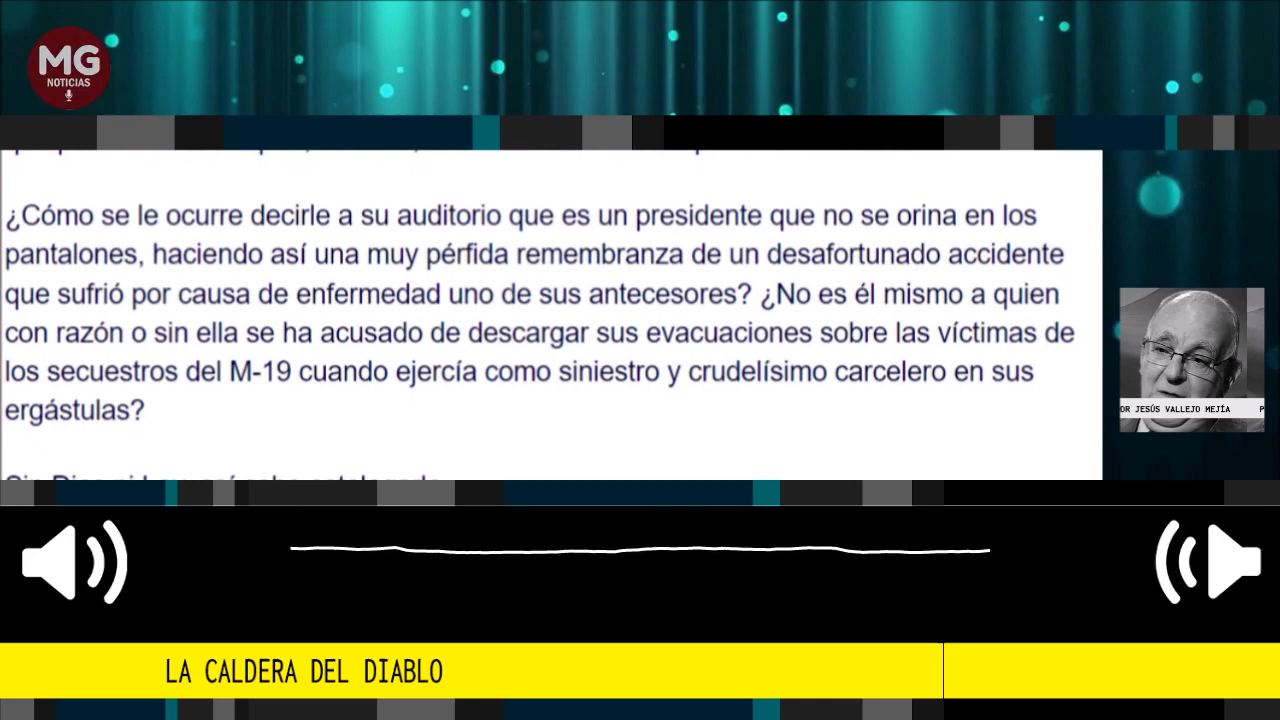 MG
NOTICIAS
¿Cómo se le ocurre decirle a su auditorio que es un presidente que no se orina en los
pantalones, haciendo así una muy pérfida remembranza de un desafortunado accidente
que sufrió por causa de enfermedad uno de sus antecesores? ¿No es él mismo a quien
con razón o sin ella se ha acusado de descargar sus evacuaciones sobre las víctimas de
los secuestros del M-19 cuando ejercía como siniestro y crudelísimo carcelero en sus
ergástulas?
OR JESÚS VALLEJO MEJÍA P
LA CALDERA DEL DIABLO